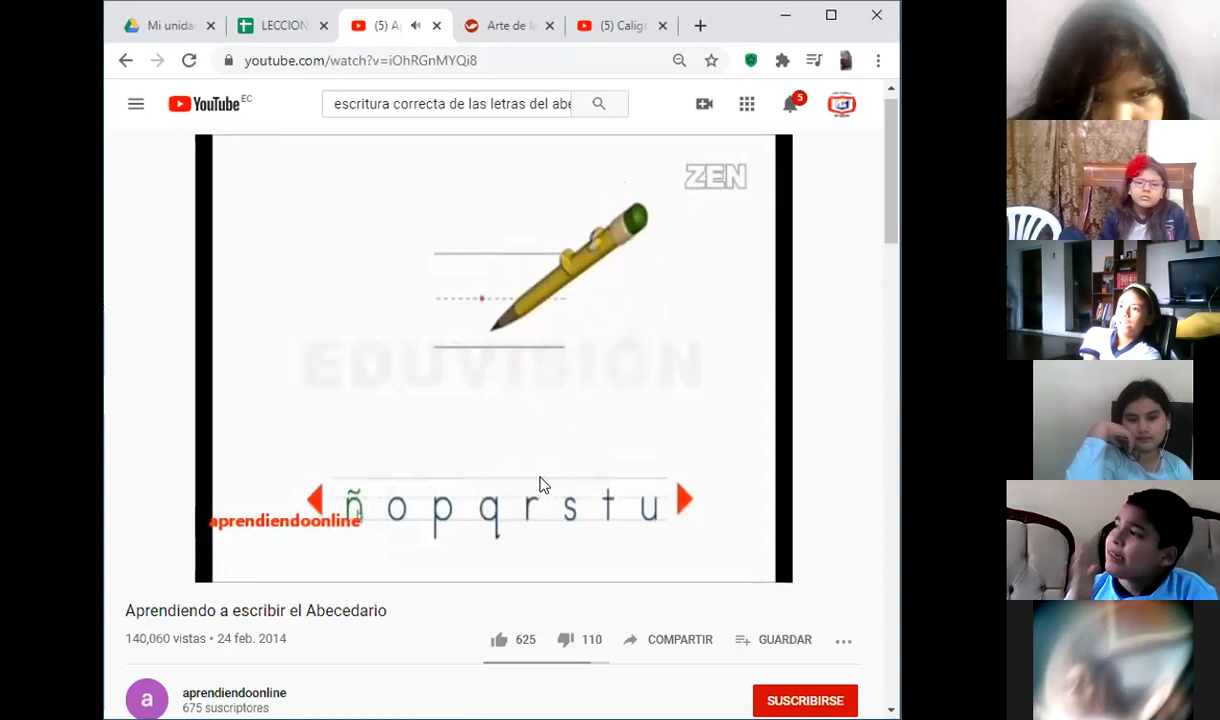 Mi unida
LECCION
(5) A
Arte de la
(5) Calig
youtube.com/watch?v=iOhRGnMYQi8
YouTube EC
escritura correcta de las letras del abe
5
ZEN
EDUVISIÓN
ñ o p q r s t u
aprendiendoonline
Aprendiendo a escribir el Abecedario
140,060 vistas • 24 feb. 2014
625 110 COMPARTIR GUARDAR
a
aprendiendoonline
675 suscriptores
SUSCRIBIRSE